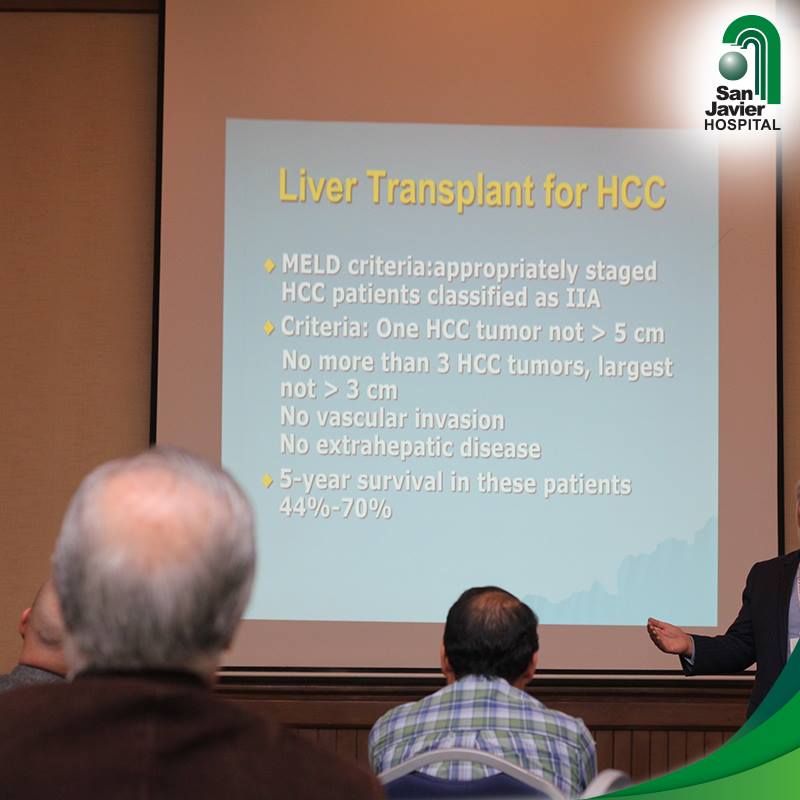 San
Javier
HOSPITAL
Liver Transplant for HCC
MELD criteria:appropriately staged
HCC patients classified as IIA
Criteria: One HCC tumor not > 5 cm
No more than 3 HCC tumors, largest
not > 3 cm
No vascular invasion
No extrahepatic disease
5-year survival in these patients
44%-70%